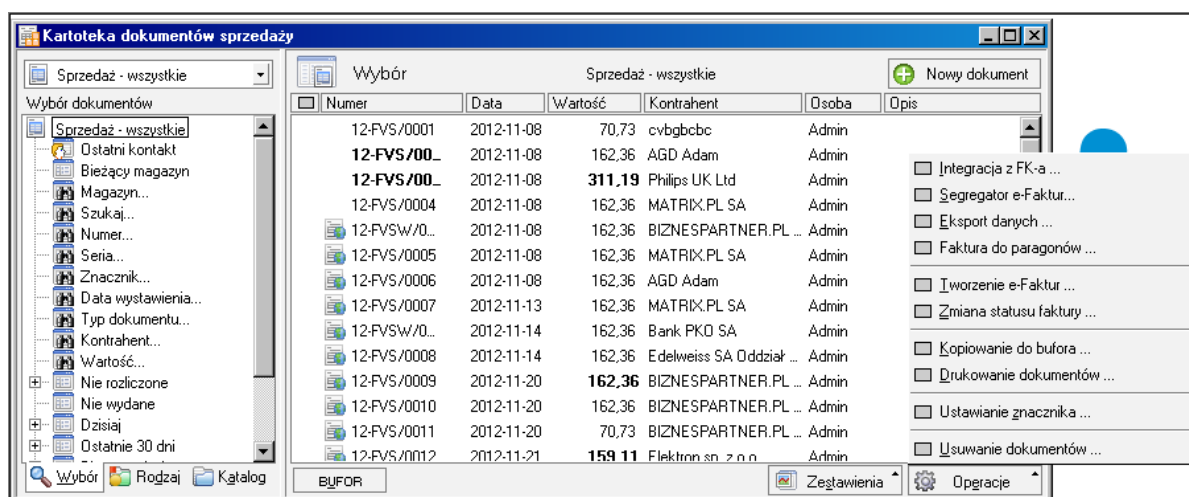 Kartoteka dokumentów sprzedaży
Sprzedaż - wszystkie
Wybór dokumentów
Sprzedaż - wszystkie
Ostatni kontakt
Bieżący magazyn
Magazyn...
Szukaj...
Numer...
Seria...
Znacznik...
Data wystawienia...
Typ dokumentu...
Kontrahent...
Wartość...
Nie rozliczone
Nie wydane
Dzisiaj
Ostatnie 30 dni
Wybór Rodzaj Katalog
Wybór Sprzedaż - wszystkie Nowy dokument
Numer Data Wartość Kontrahent Osoba Opis
12-FVS/0001 2012-11-08 70,73 cvbgbcbc Admin
12-FVS/00... 2012-11-08 162,36 AGD Adam Admin
12-FVS/00... 2012-11-08 311,19 Philips UK Ltd Admin
12-FVS/0004 2012-11-08 162,36 MATRIX.PL SA Admin
12-FVSW/0... 2012-11-08 162,36 BIZNESPARTNER.PL ... Admin
12-FVS/0005 2012-11-08 162,36 MATRIX.PL SA Admin
12-FVS/0006 2012-11-08 162,36 AGD Adam Admin
12-FVS/0007 2012-11-13 162,36 MATRIX.PL SA Admin
12-FVSW/0... 2012-11-14 162,36 Bank PKO SA Admin
12-FVS/0008 2012-11-14 162,36 Edelweiss SA Oddział ... Admin
12-FVS/0009 2012-11-20 162,36 BIZNESPARTNER.PL ... Admin
12-FVS/0010 2012-11-20 162,36 BIZNESPARTNER.PL ... Admin
12-FVS/0011 2012-11-20 70,73 BIZNESPARTNER.PL ... Admin
12-FVS/0012 2012-11-21 159,11 Elektron sp. z o.o. Admin
Integracja z FK-a ...
Segregator e-Faktur...
Eksport danych ...
Faktura do paragonów ...
Tworzenie e-Faktur ...
Zmiana statusu faktury ...
Kopiowanie do bufora ...
Drukowanie dokumentów ...
Ustawianie znacznika ...
Usuwanie dokumentów ...
BUFOR Zestawienia Operacje